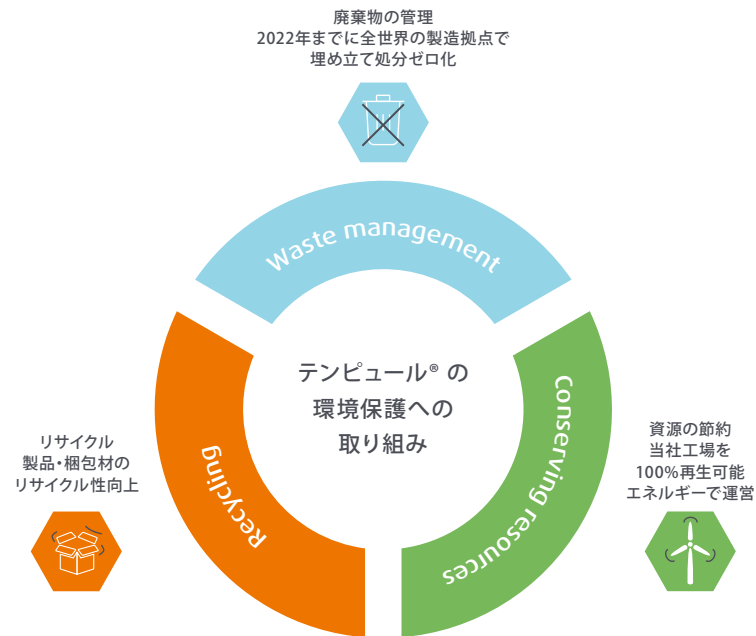 廃棄物の管理
2022年までに全世界の製造拠点で
埋め立て処分ゼロ化
Waste management
テンピュール® の
環境保護への
取り組み
Conserving resources
資源の節約
当社工場を
100%再生可能
エネルギーで運営
Recycling
リサイクル
製品・梱包材の
リサイクル性向上